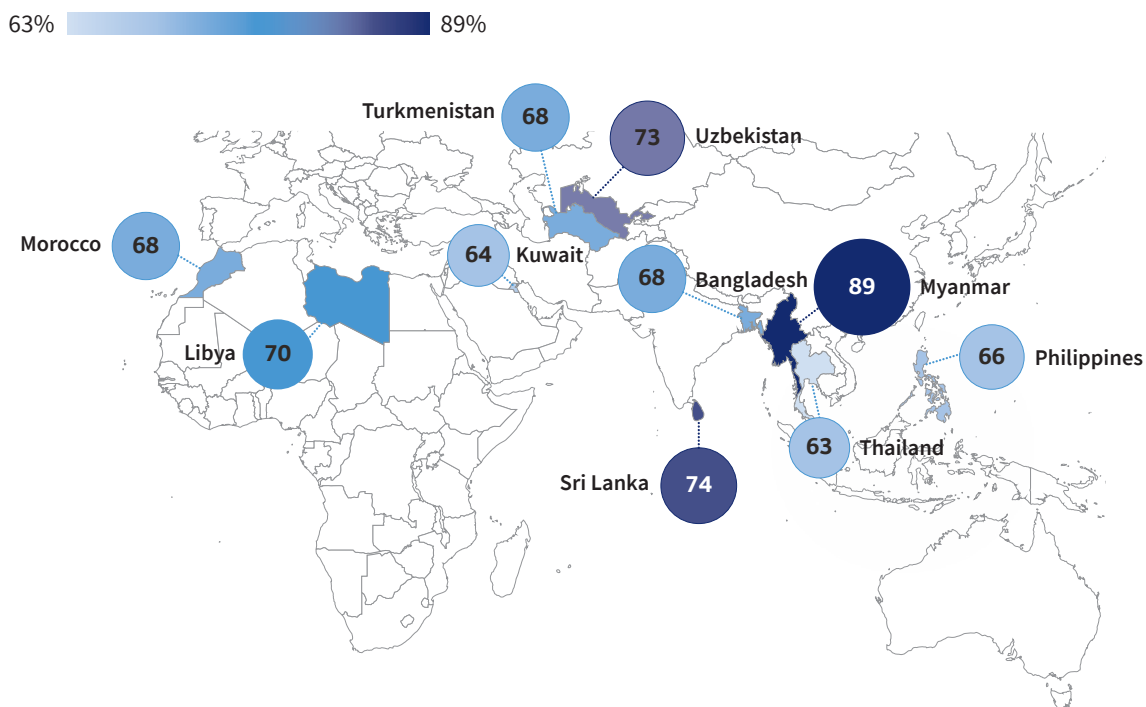 63%
89%
Turkmenistan
68
73
Uzbekistan
Morocco
68
64
Kuwait
68
Bangladesh
89
Myanmar
Libya
70
66
Philippines
63
Thailand
Sri Lanka
74